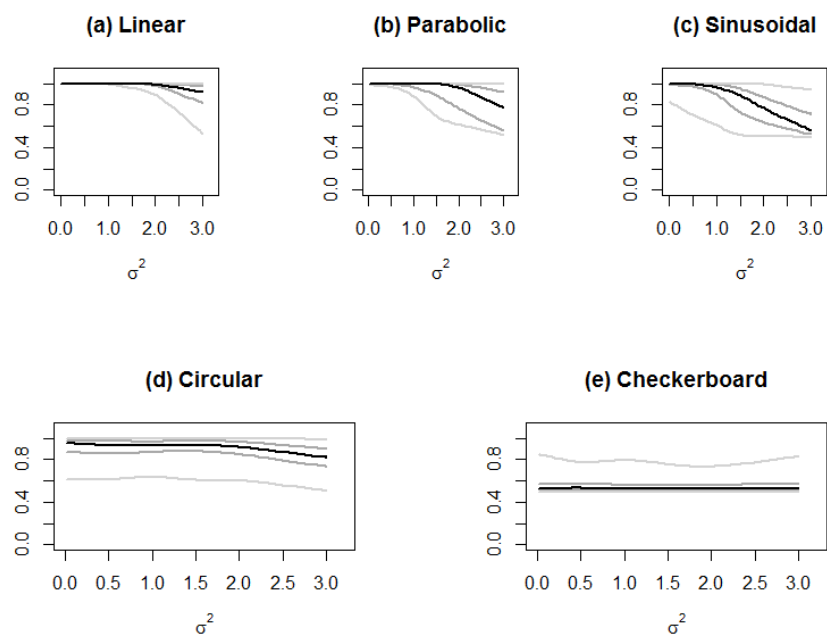 (a) Linear
(b) Parabolic
(c) Sinusoidal
0.0 0.4 0.8
0.0 0.4 0.8
0.0 0.4 0.8
0.0 1.0 2.0 3.0
0.0 1.0 2.0 3.0
0.0 1.0 2.0 3.0
σ²
σ²
σ²
(d) Circular
(e) Checkerboard
0.0 0.4 0.8
0.0 0.4 0.8
0.0 0.5 1.0 1.5 2.0 2.5 3.0
0.0 0.5 1.0 1.5 2.0 2.5 3.0
σ²
σ²